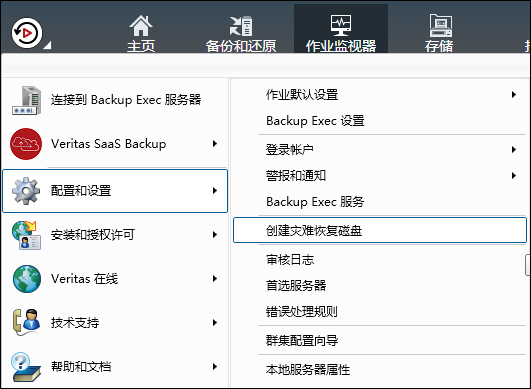 主页
备份和还原
作业监视器
存储
连接到 Backup Exec 服务器
Veritas SaaS Backup
配置和设置
安装和授权许可
Veritas 在线
技术支持
帮助和文档
作业默认设置
Backup Exec 设置
登录帐户
警报和通知
Backup Exec 服务
创建灾难恢复磁盘
审核日志
首选服务器
错误处理规则
群集配置向导
本地服务器属性